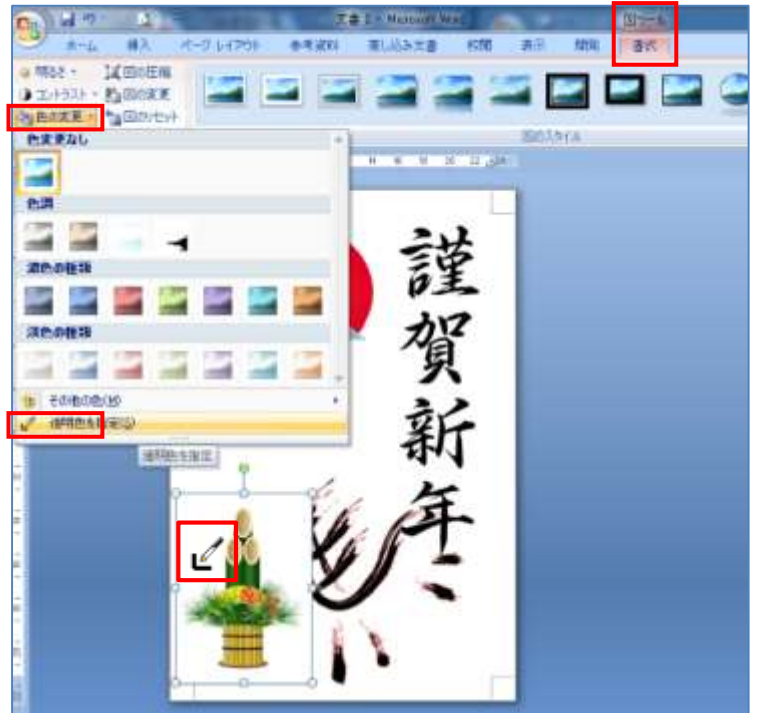 文書 2 - Microsoft Word
図ツール
ホーム 挿入 ページ レイアウト 参考資料 差し込み文書 校閲 表示 開発 書式
明るさ 図の圧縮
コントラスト 図の変更
色の変更 図のリセット
図のスタイル
色変更なし
色調
濃色の種類
淡色の種類
その他の色(M)
透明色を指定(S)
透明色を指定
謹賀新年